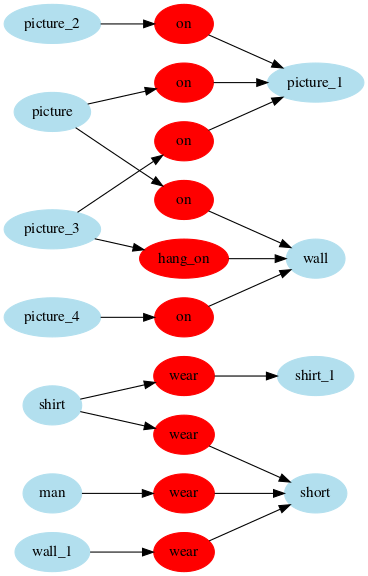 picture_2
on
picture
on
picture_1
on
on
picture_3
hang_on
wall
picture_4
on
wear
shirt_1
shirt
wear
man
wear
short
wall_1
wear